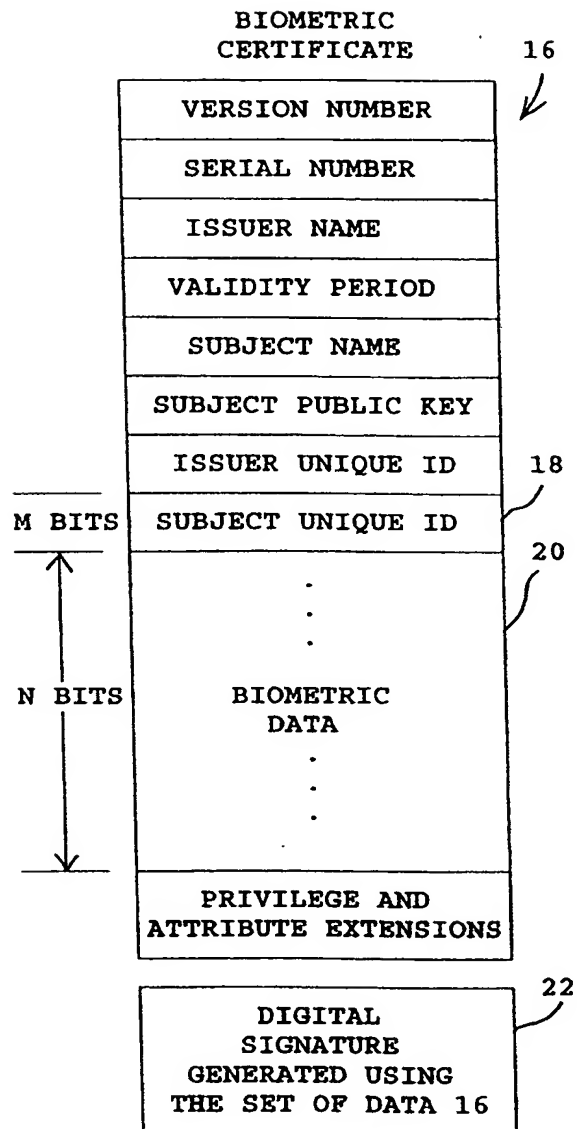 BIOMETRIC
CERTIFICATE
16
VERSION NUMBER
SERIAL NUMBER
ISSUER NAME
VALIDITY PERIOD
SUBJECT NAME
SUBJECT PUBLIC KEY
ISSUER UNIQUE ID
18
M BITS
SUBJECT UNIQUE ID
20
N BITS
BIOMETRIC
DATA
PRIVILEGE AND
ATTRIBUTE EXTENSIONS
22
DIGITAL
SIGNATURE
GENERATED USING
THE SET OF DATA 16